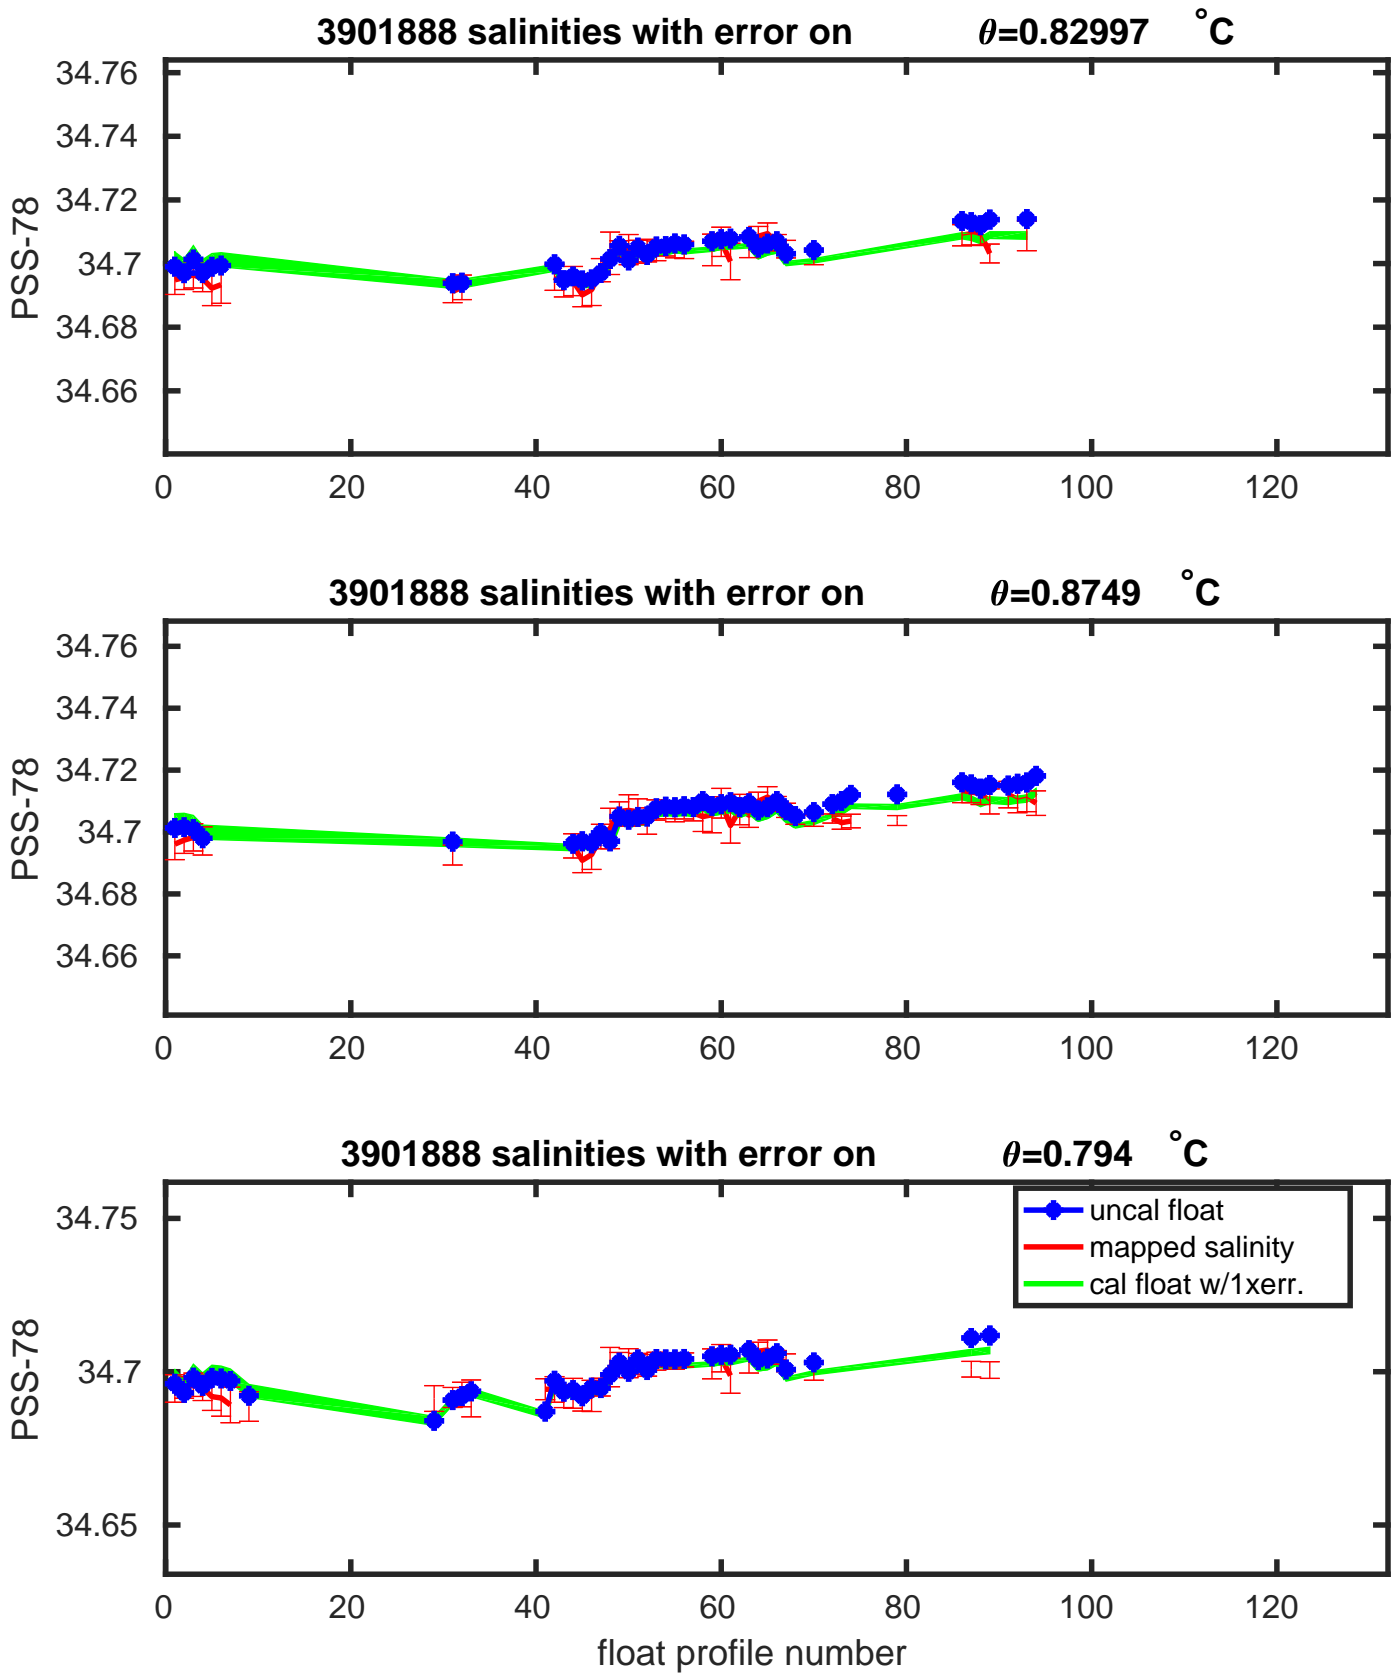 3901888 salinities with error on θ=0.82997 °C
34.76
34.74
34.72
34.7
34.68
34.66
PSS-78
0 20 40 60 80 100 120
3901888 salinities with error on θ=0.8749 °C
34.76
34.74
34.72
34.7
34.68
34.66
PSS-78
0 20 40 60 80 100 120
3901888 salinities with error on θ=0.794 °C
34.75
34.7
34.65
PSS-78
uncal float
mapped salinity
cal float w/1xerr.
0 20 40 60 80 100 120
float profile number